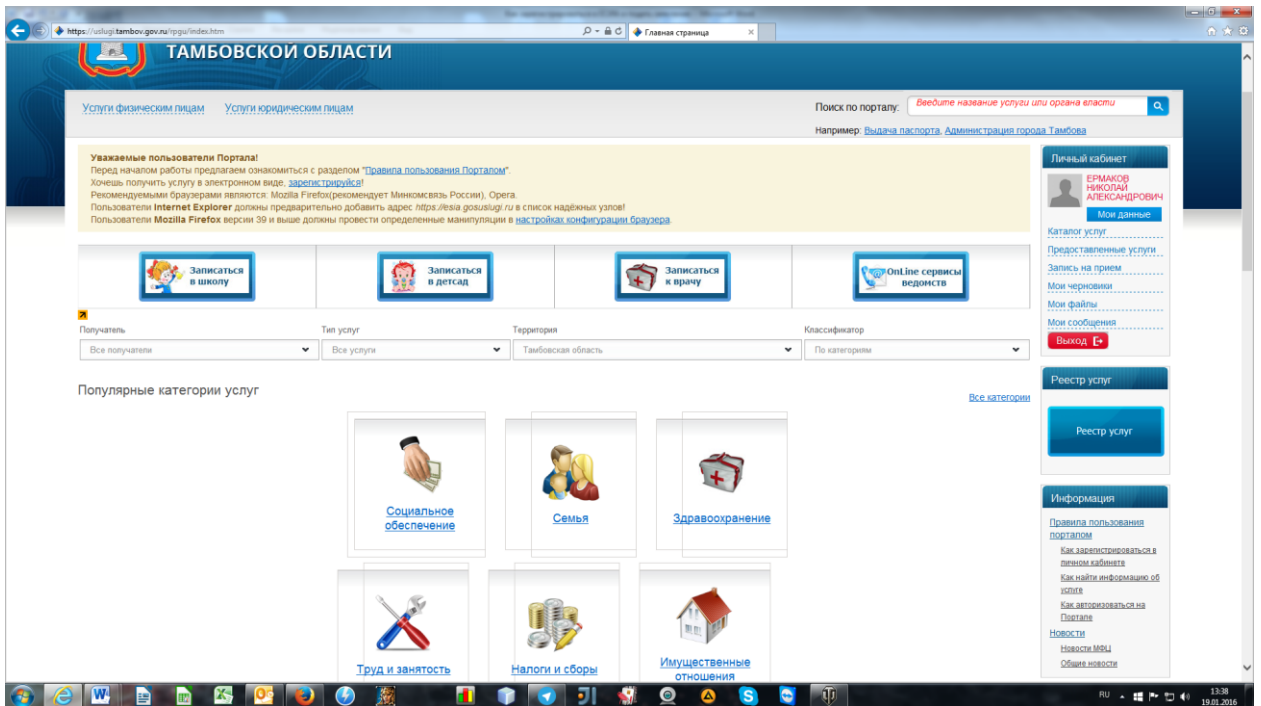 https://uslugi.tambov.gov.ru/rpgu/index.htm
Главная страница
ТАМБОВСКОЙ ОБЛАСТИ
Услуги физическим лицам Услуги юридическим лицам
Поиск по порталу: Введите название услуги или органа власти
Например: Выдача паспорта, Администрация города Тамбова
Уважаемые пользователи Портала!
Перед началом работы предлагаем ознакомиться с разделом "Правила пользования Порталом".
Хочешь получить услугу в электронном виде, зарегистрируйся!
Рекомендуемыми браузерами являются: Mozilla Firefox(рекомендует Минкомсвязь России), Opera.
Пользователи Internet Explorer должны предварительно добавить адрес https://esia.gosuslugi.ru в список надёжных узлов!
Пользователи Mozilla Firefox версии 39 и выше должны провести определенные манипуляции в настройках конфигурации браузера.
Записаться
в школу
Записаться
в детсад
Записаться
к врачу
OnLine сервисы
ведомств
Получатель Тип услуг Территория Классификатор
Все получатели Все услуги Тамбовская область По категориям
Популярные категории услуг
Все категории
Социальное
обеспечение
Семья
Здравоохранение
Труд и занятость
Налоги и сборы
Имущественные
отношения
Личный кабинет
ЕРМАКОВ
НИКОЛАЙ
АЛЕКСАНДРОВИЧ
Мои данные
Каталог услуг
Предоставленные услуги
Запись на прием
Мои черновики
Мои файлы
Мои сообщения
Выход
Реестр услуг
Реестр услуг
Информация
Правила пользования
порталом
Как зарегистрироваться в
личном кабинете
Как найти информацию об
услуге
Как авторизоваться на
Портале
Новости
Новости МФЦ
Общие новости
RU
13:38
19.01.2016